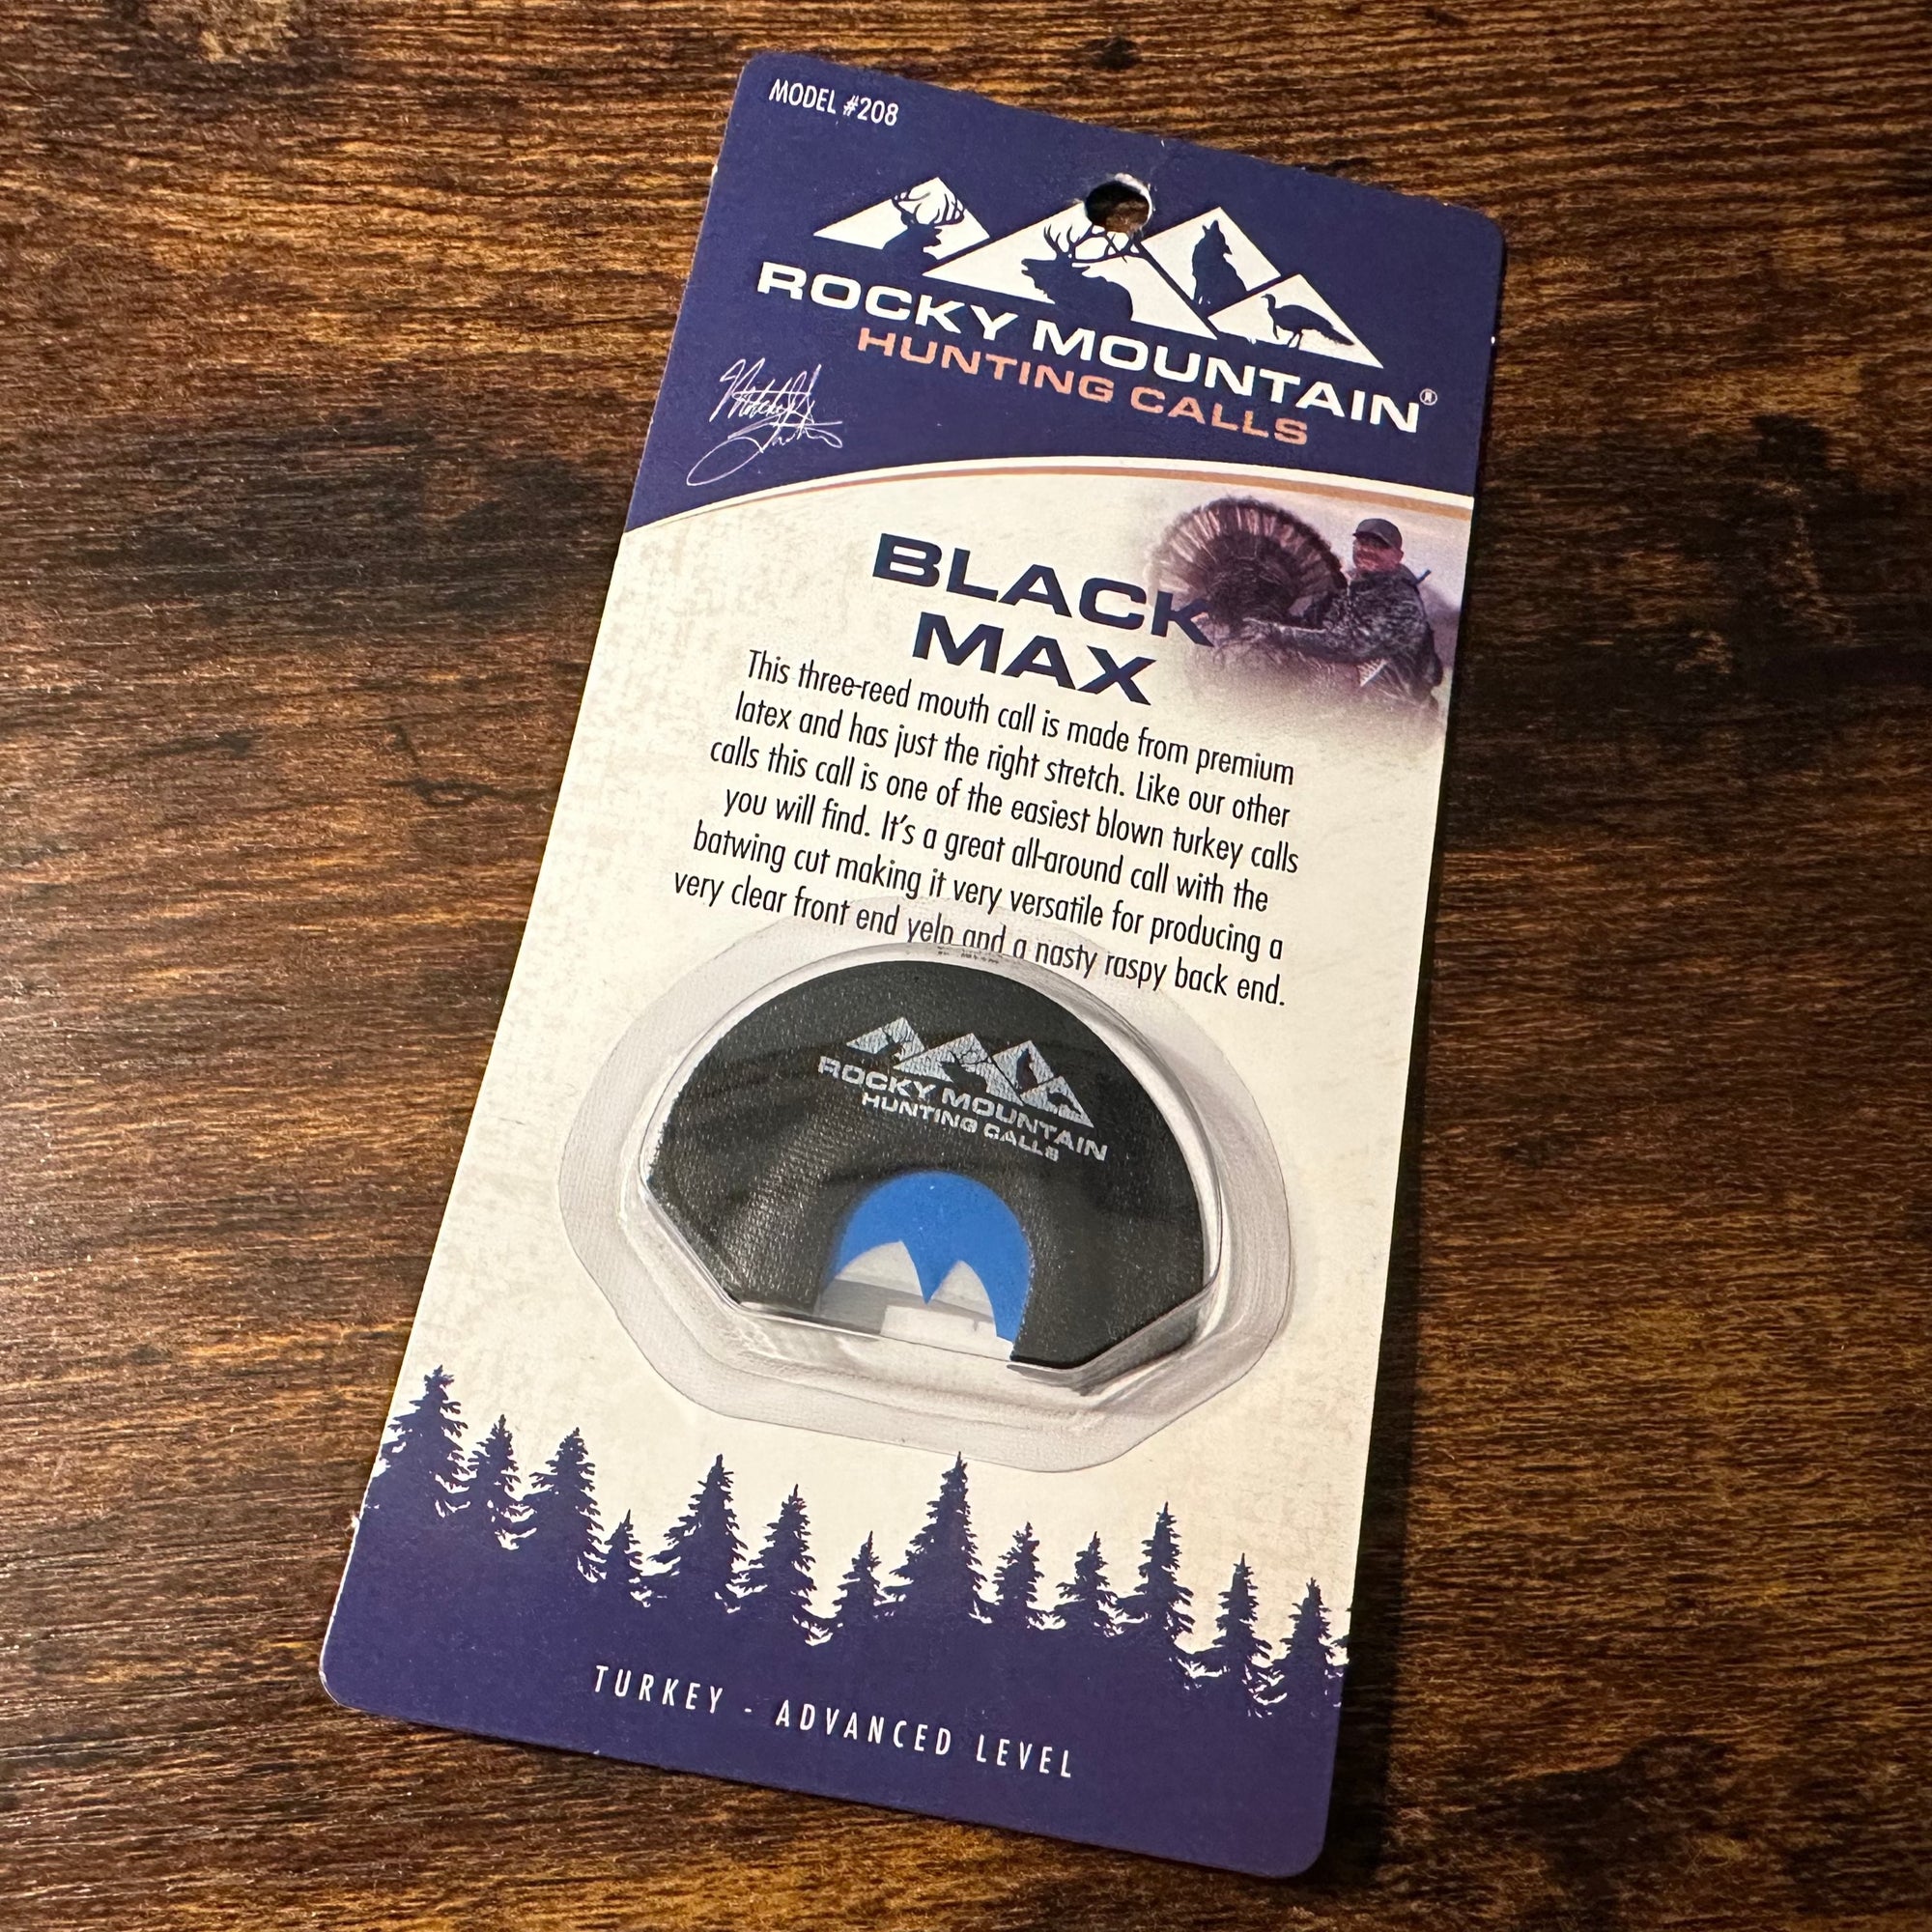 MODEL #208
ROCKY MOUNTAIN®
HUNTING CALLS
BLACK
MAX
This three-reed mouth call is made from premium
latex and has just the right stretch. Like our other
calls this call is one of the easiest blown turkey calls
you will find. It's a great all-around call with the
batwing cut making it very versatile for producing a
very clear front end yelp and a nasty raspy back end.
ROCKY MOUNTAIN
HUNTING CALLS
TURKEY - ADVANCED LEVEL